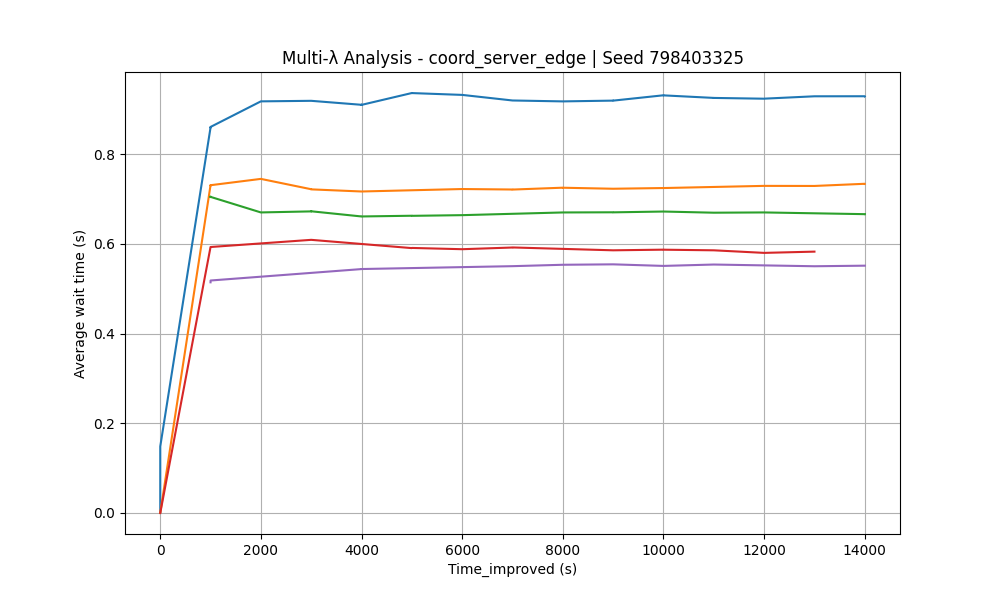 Multi-λ Analysis - coord_server_edge | Seed 798403325
Average wait time (s)
0.8
0.6
0.4
0.2
0.0
0 2000 4000 6000 8000 10000 12000 14000
Time_improved (s)